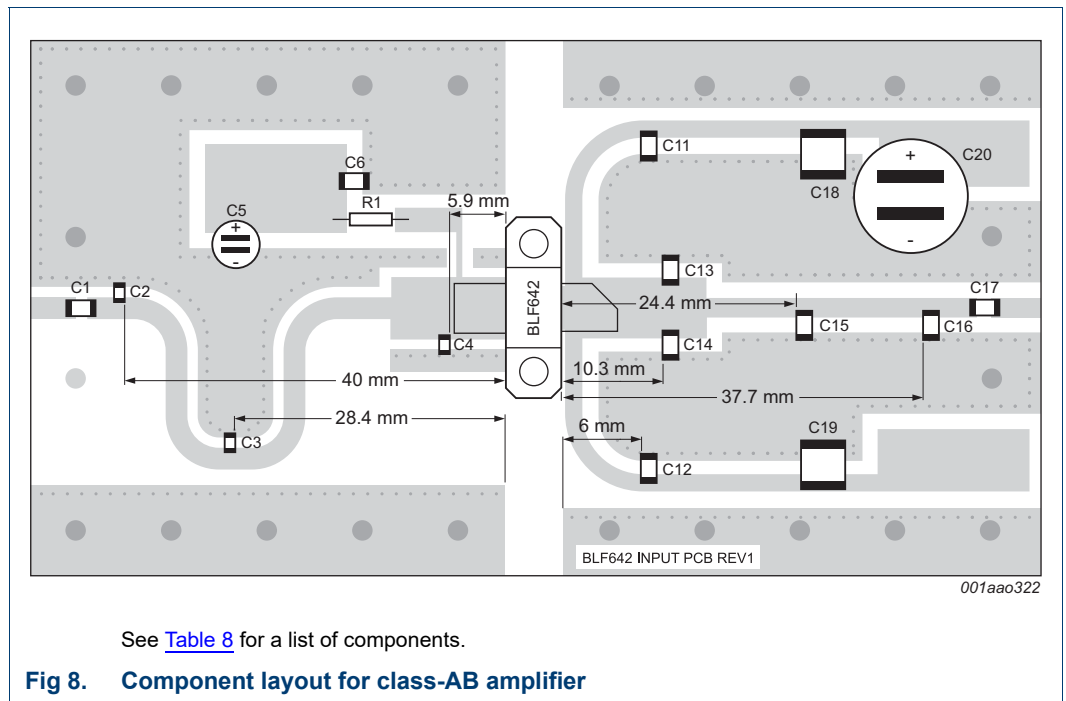 C11
C6
C18
+
C20
-
R1
5.9 mm
C5
+
-
BLF642
C13
C1
C2
24.4 mm
C17
C4
C14
C15
C16
10.3 mm
40 mm
37.7 mm
28.4 mm
6 mm
C19
C3
C12
BLF642 INPUT PCB REV1
001aao322
See Table 8 for a list of components.
Fig 8. Component layout for class-AB amplifier